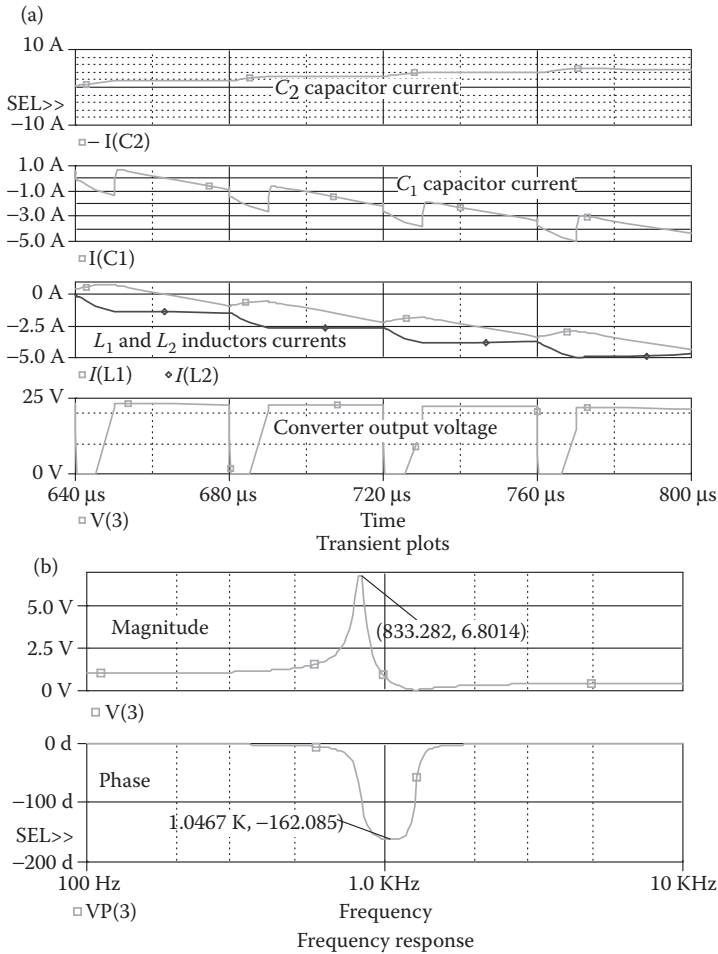 (a)
10 A
C2 capacitor current
SEL>>
−10 A
− I(C2)
1.0 A
C1 capacitor current
−1.0 A
−3.0 A
−5.0 A
I(C1)
0 A
−2.5 A
L1 and L2 inductors currents
−5.0 A
I(L1) I(L2)
25 V
Converter output voltage
0 V
640 µs 680 µs 720 µs 760 µs 800 µs
V(3)
Time
Transient plots
(b)
5.0 V
Magnitude
(833.282, 6.8014)
2.5 V
0 V
V(3)
0 d
Phase
−100 d
1.0467 K, −162.085)
SEL>>
−200 d
100 Hz 1.0 KHz 10 KHz
VP(3)
Frequency
Frequency response